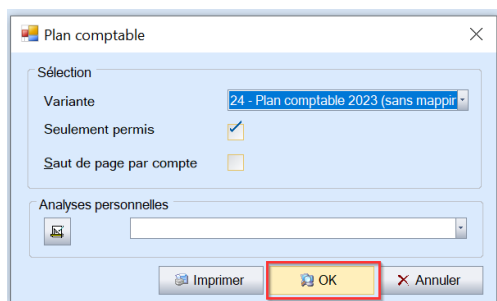 Plan comptable
Sélection
Variante 24 - Plan comptable 2023 (sans mappin
Seulement permis
Saut de page par compte
Analyses personnelles
Imprimer OK Annuler